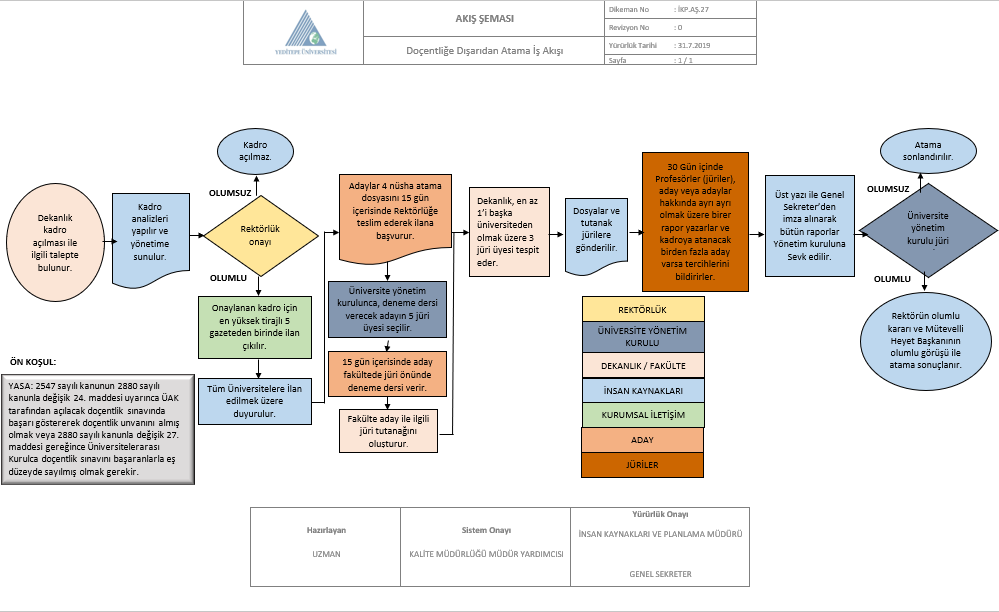 YEDİTEPE ÜNİVERSİTESİ
AKIŞ ŞEMASI
Doçentliğe Dışarıdan Atama İş Akışı
Dikeman No : İKP.AŞ.27
Revizyon No : 0
Yürürlük Tarihi : 31.7.2019
Sayfa : 1 / 1
Dekanlık
kadro
açılması ile
ilgili talepte
bulunur.
Kadro
analizleri
yapılır ve
yönetime
sunulur.
Kadro
açılmaz.
OLUMSUZ
Rektörlük
onayı
OLUMLU
Onaylanan kadro için
en yüksek tirajlı 5
gazeteden birinde ilan
çıkılır.
Tüm Üniversitelere İlan
edilmek üzere
duyurulur.
Adaylar 4 nüsha atama
dosyasını 15 gün
içerisinde Rektörlüğe
teslim ederek ilana
başvurur.
Üniversite yönetim
kurulunca, deneme dersi
verecek adayın 5 jüri
üyesi seçilir.
15 gün içerisinde aday
fakültede jüri önünde
deneme dersi verir.
Fakülte aday ile ilgili
jüri tutanağını
oluşturur.
Dekanlık, en az
1'i başka
üniversiteden
olmak üzere 3
jüri üyesi tespit
eder.
Dosyalar ve
tutanak
jürilere
gönderilir.
30 Gün içinde
Profesörler (jüriler),
aday veya adaylar
hakkında ayrı ayrı
olmak üzere birer
rapor yazarlar ve
kadroya atanacak
birden fazla aday
varsa tercihlerini
bildirirler.
Üst yazı ile Genel
Sekreter'den
imza alınarak
bütün raporlar
Yönetim kuruluna
Sevk edilir.
Atama
sonlandırılır.
OLUMSUZ
Üniversite
yönetim
kurulu jüri
OLUMLU
Rektörün olumlu
kararı ve Mütevelli
Heyet Başkanının
olumlu görüşü ile
atama sonuçlanır.
REKTÖRLÜK
ÜNİVERSİTE YÖNETİM
KURULU
DEKANLIK / FAKÜLTE
İNSAN KAYNAKLARI
KURUMSAL İLETİŞİM
ADAY
JÜRİLER
ÖN KOŞUL:
YASA: 2547 sayılı kanunun 2880 sayılı
kanunla değişik 24. maddesi uyarınca ÜAK
tarafından açılacak doçentlik sınavında
başarı göstererek doçentlik unvanını almış
olmak veya 2880 sayılı kanunla değişik 27.
maddesi gereğince Üniversitelerarası
Kurulca doçentlik sınavını başaranlarla eş
düzeyde sayılmış olmak gerekir.
Hazırlayan
UZMAN
Sistem Onayı
KALİTE MÜDÜRLÜĞÜ MÜDÜR YARDIMCISI
Yürürlük Onayı
İNSAN KAYNAKLARI VE PLANLAMA MÜDÜRÜ
GENEL SEKRETER